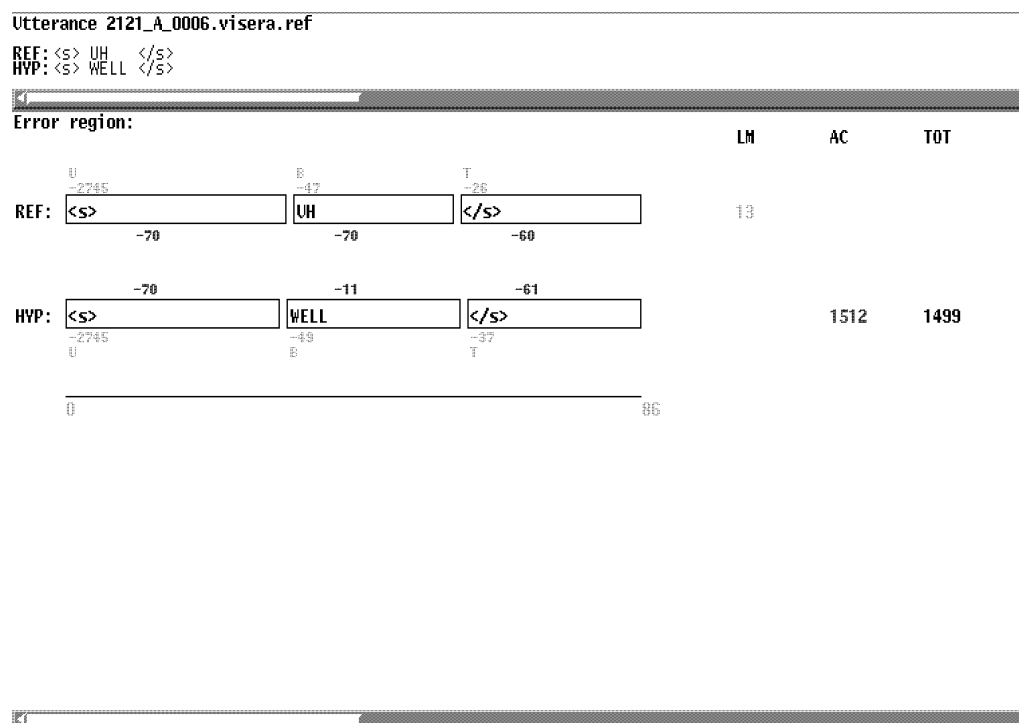 Utterance 2121_A_0006.visera.ref
REF: <s> UH </s>
HYP: <s> WELL </s>
Error region:
LM AC TOT
U B T
-2745 -47 -26
REF: <s> UH </s> 13
-70 -70 -60
-70 -11 -61
HYP: <s> WELL </s> 1512 1499
-2745 -49 -37
U B T
0 86